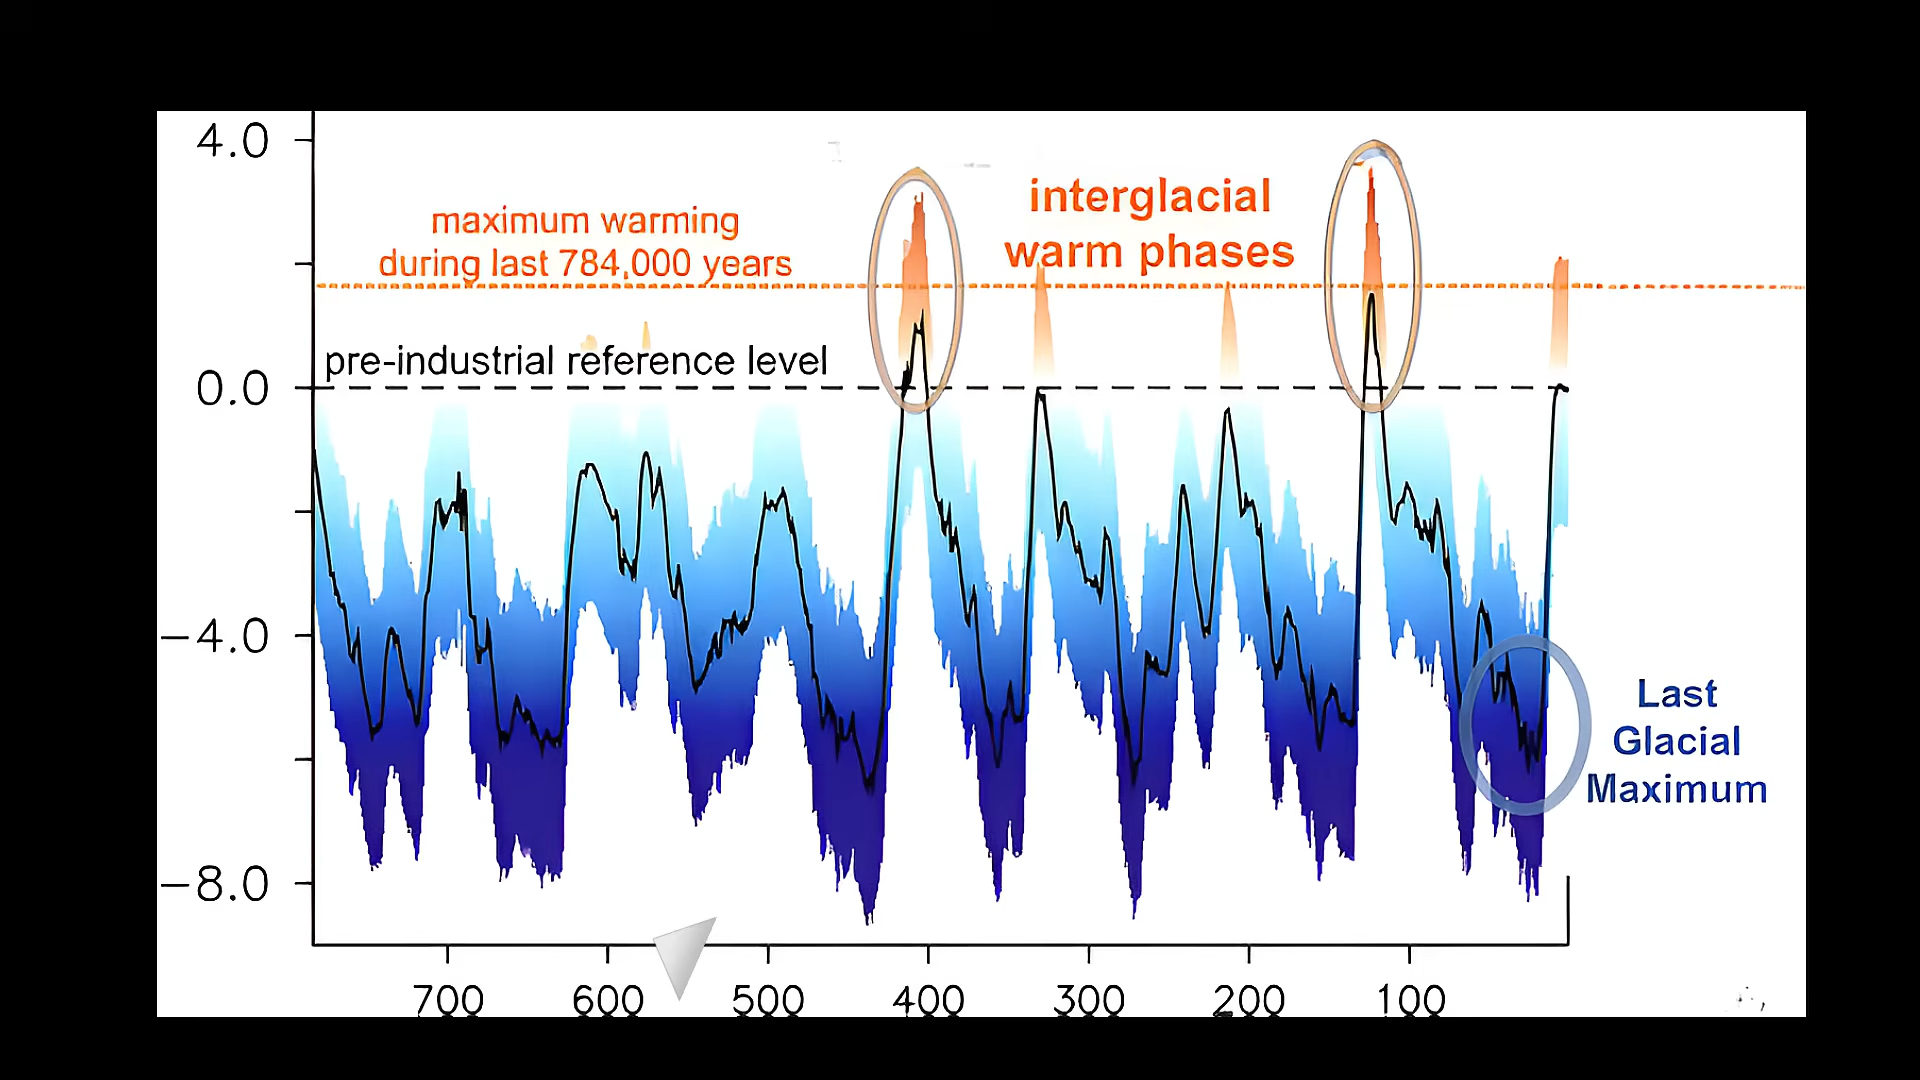 4.0
interglacial
warm phases
maximum warming
during last 784,000 years
pre-industrial reference level
0.0
−4.0
Last
Glacial
Maximum
−8.0
700 600 500 400 300 200 100